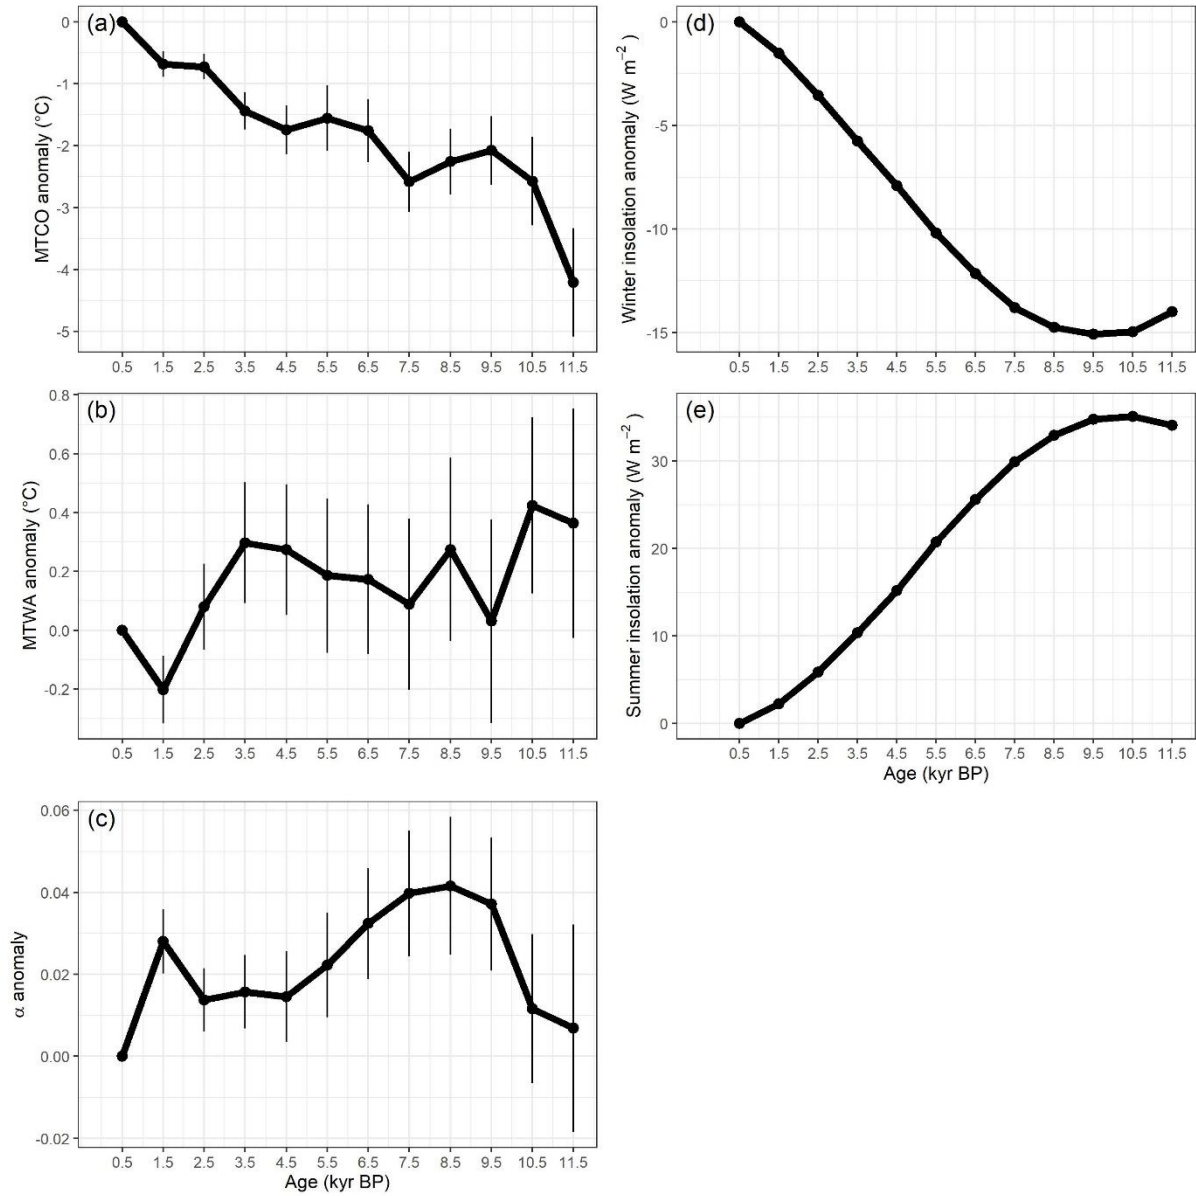 (a)
MTCO anomaly (°C)
0
-1
-2
-3
-4
-5
0.5 1.5 2.5 3.5 4.5 5.5 6.5 7.5 8.5 9.5 10.5 11.5
(b)
MTWA anomaly (°C)
0.8
0.6
0.4
0.2
0.0
-0.2
0.5 1.5 2.5 3.5 4.5 5.5 6.5 7.5 8.5 9.5 10.5 11.5
(c)
α anomaly
0.06
0.04
0.02
0.00
-0.02
0.5 1.5 2.5 3.5 4.5 5.5 6.5 7.5 8.5 9.5 10.5 11.5
Age (kyr BP)
(d)
Winter insolation anomaly (W m⁻² )
0
-5
-10
-15
0.5 1.5 2.5 3.5 4.5 5.5 6.5 7.5 8.5 9.5 10.5 11.5
(e)
Summer insolation anomaly (W m⁻² )
30
20
10
0
0.5 1.5 2.5 3.5 4.5 5.5 6.5 7.5 8.5 9.5 10.5 11.5
Age (kyr BP)